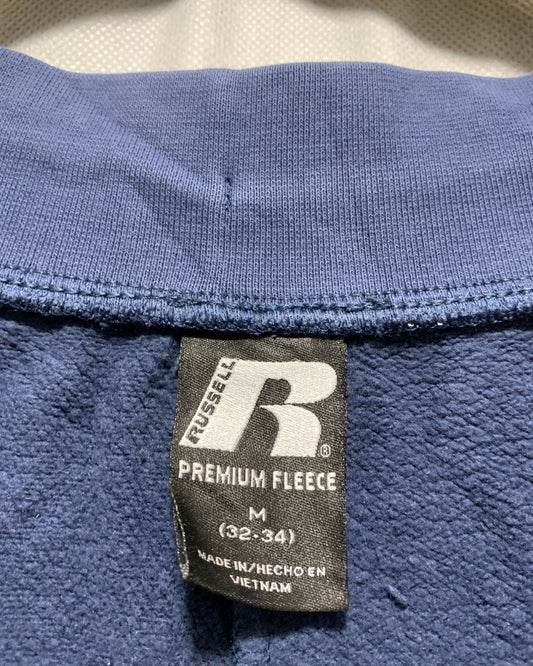 RUSSELL
R®
PREMIUM FLEECE
M
(32-34)
MADE IN/HECHO EN
VIETNAM